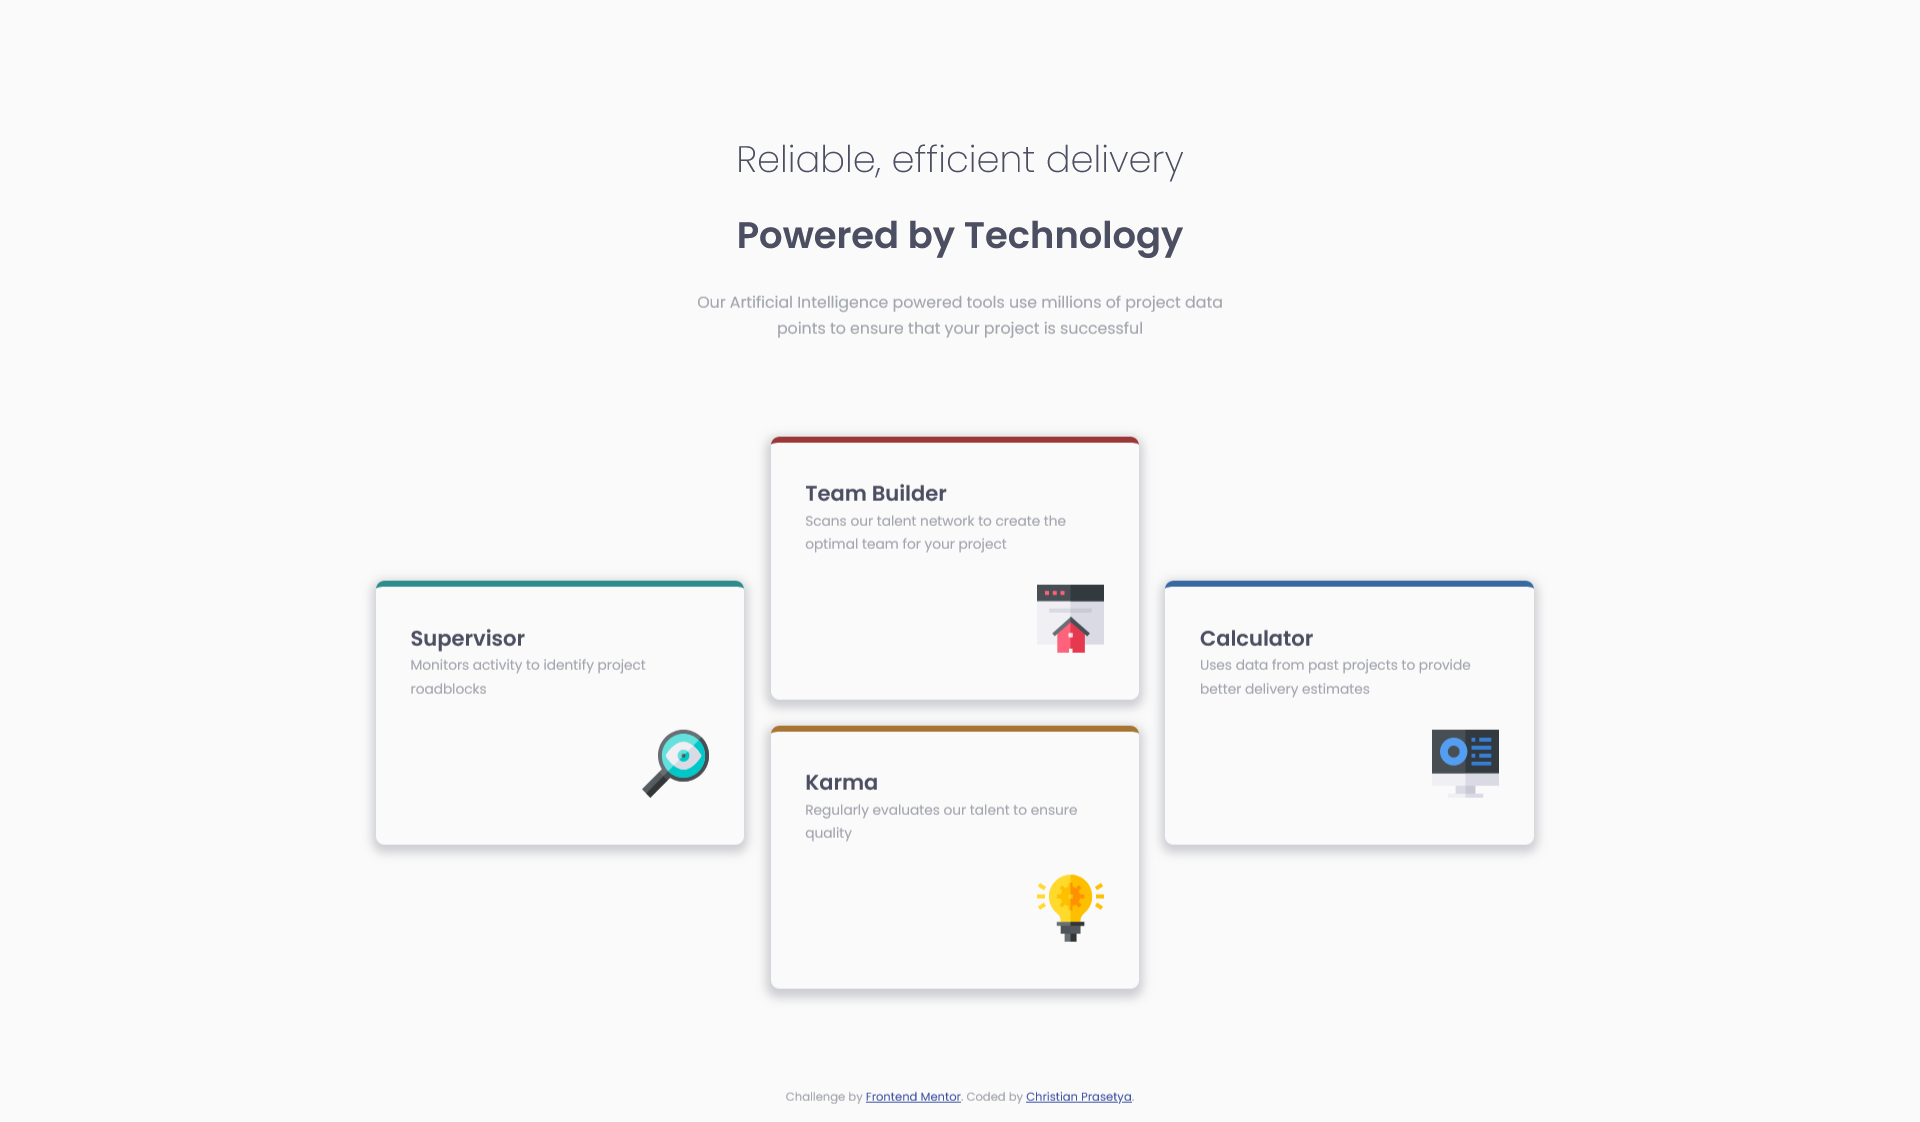 Reliable, efficient delivery
Powered by Technology
Our Artificial Intelligence powered tools use millions of project data
points to ensure that your project is successful
Team Builder
Scans our talent network to create the
optimal team for your project
Supervisor
Monitors activity to identify project
roadblocks
Calculator
Uses data from past projects to provide
better delivery estimates
Karma
Regularly evaluates our talent to ensure
quality
Challenge by Frontend Mentor. Coded by Christian Prasetya.